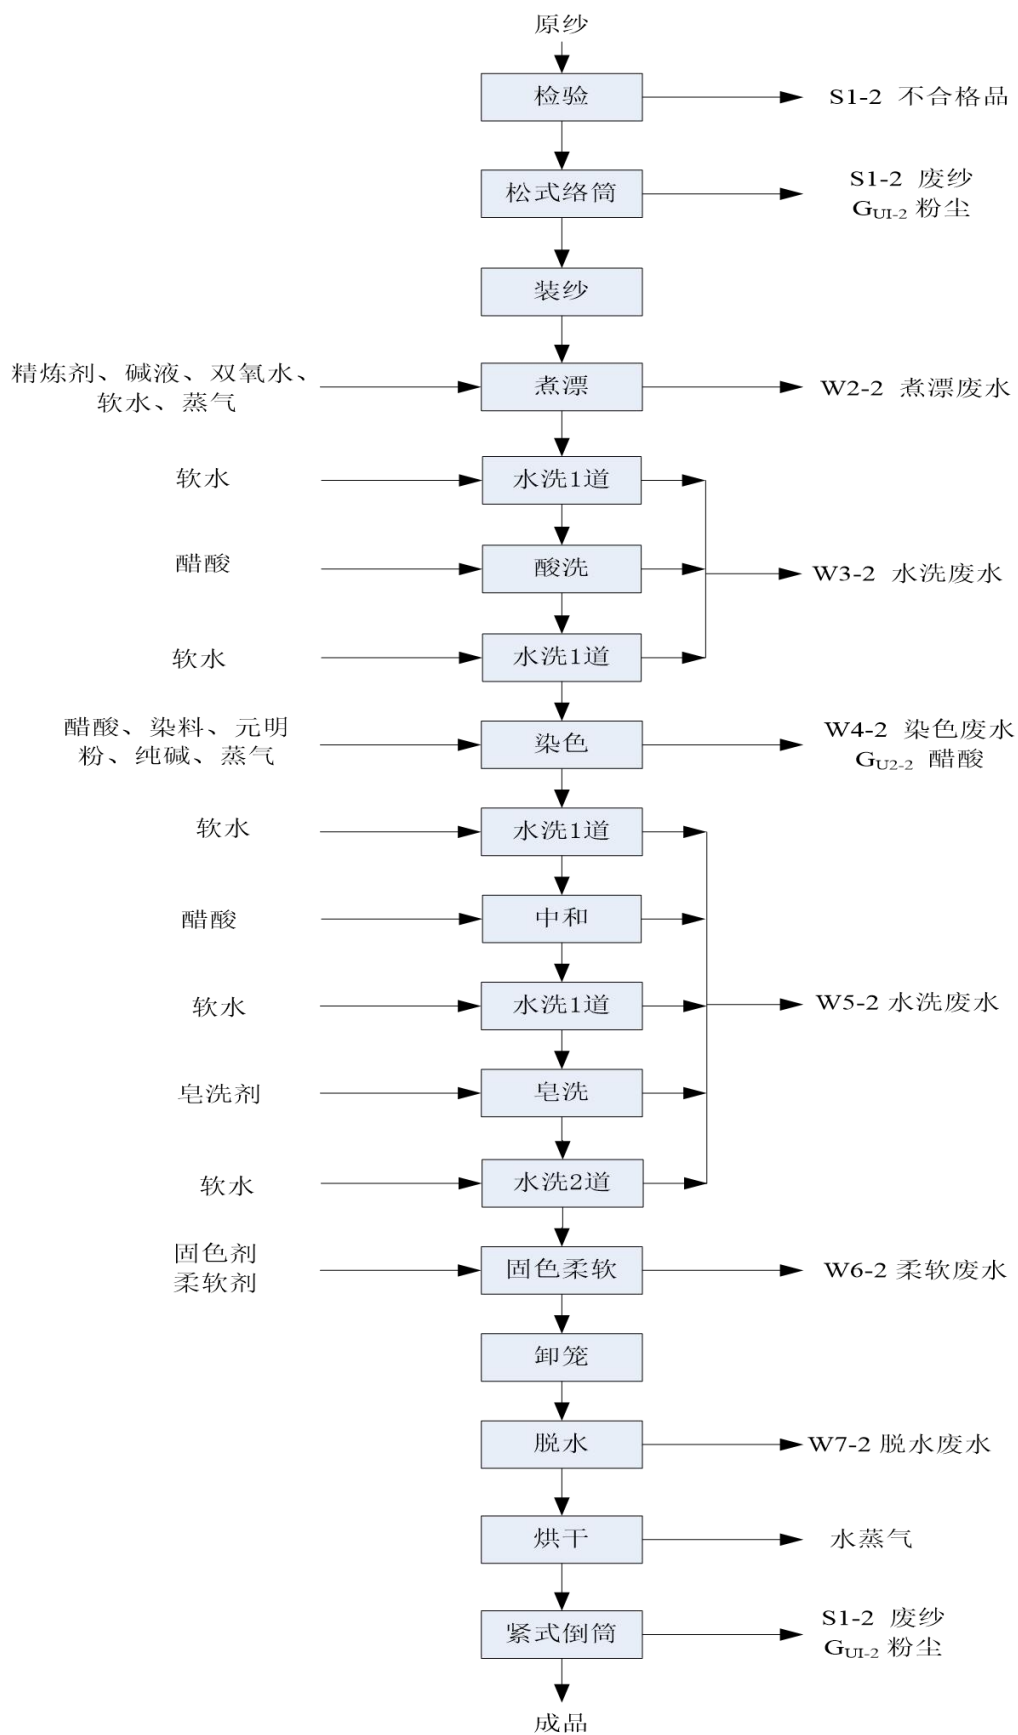 原纱
检验
S1-2 不合格品
松式络筒
S1-2 废纱
GUI-2 粉尘
装纱
精炼剂、碱液、双氧水、
软水、蒸气
煮漂
W2-2 煮漂废水
软水
水洗1道
醋酸
酸洗
W3-2 水洗废水
软水
水洗1道
醋酸、染料、元明
粉、纯碱、蒸气
染色
W4-2 染色废水
GU2-2 醋酸
软水
水洗1道
醋酸
中和
软水
水洗1道
W5-2 水洗废水
皂洗剂
皂洗
软水
水洗2道
固色剂
柔软剂
固色柔软
W6-2 柔软废水
卸笼
脱水
W7-2 脱水废水
烘干
水蒸气
紧式倒筒
S1-2 废纱
GUI-2 粉尘
成品